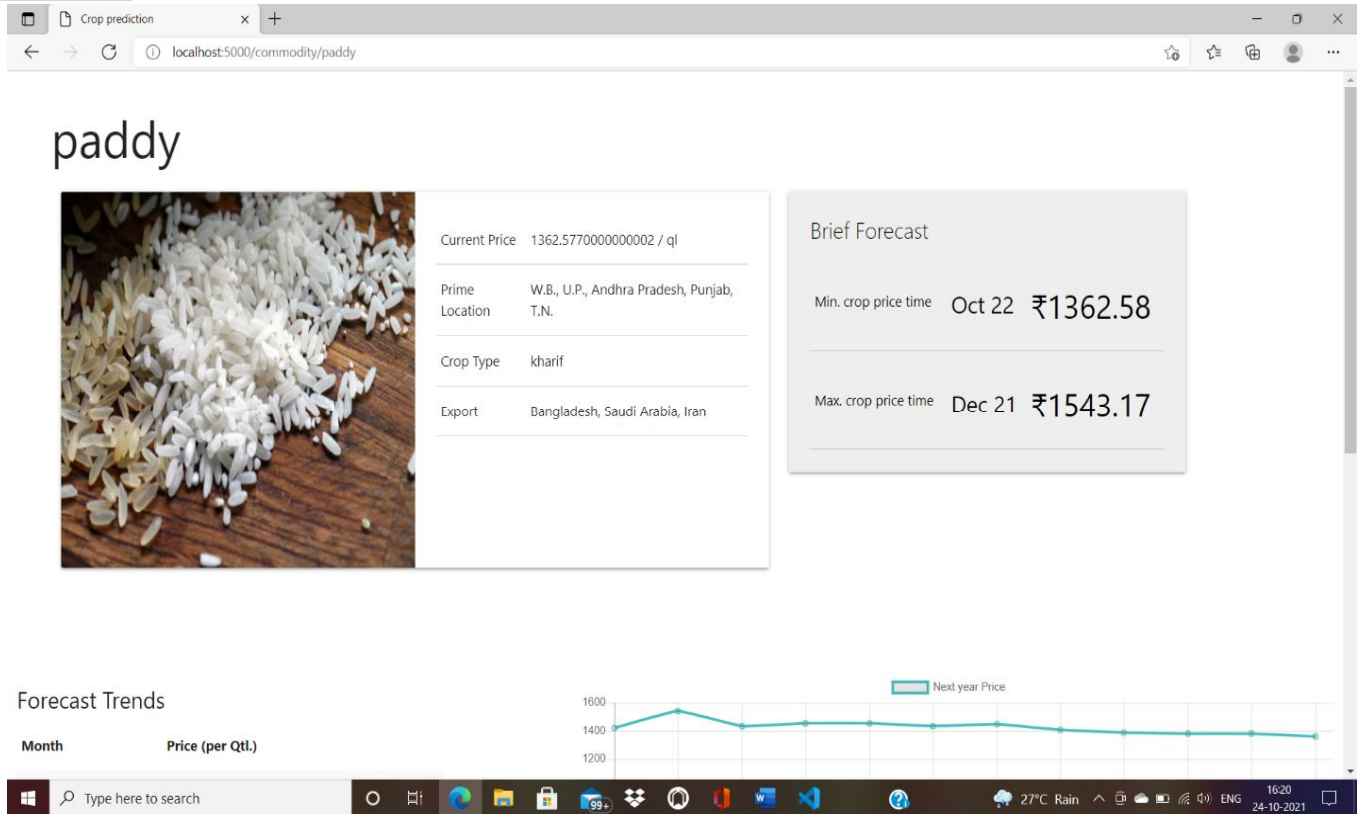 Crop prediction
localhost:5000/commodity/paddy
paddy
Current Price 1362.5770000000002 / ql
Prime Location W.B., U.P., Andhra Pradesh, Punjab, T.N.
Crop Type kharif
Export Bangladesh, Saudi Arabia, Iran
Brief Forecast
Min. crop price time Oct 22 ₹1362.58
Max. crop price time Dec 21 ₹1543.17
Forecast Trends
Month Price (per Qtl.)
Next year Price
1600
1400
1200
Type here to search
99+
27°C Rain
ENG
16:20
24-10-2021